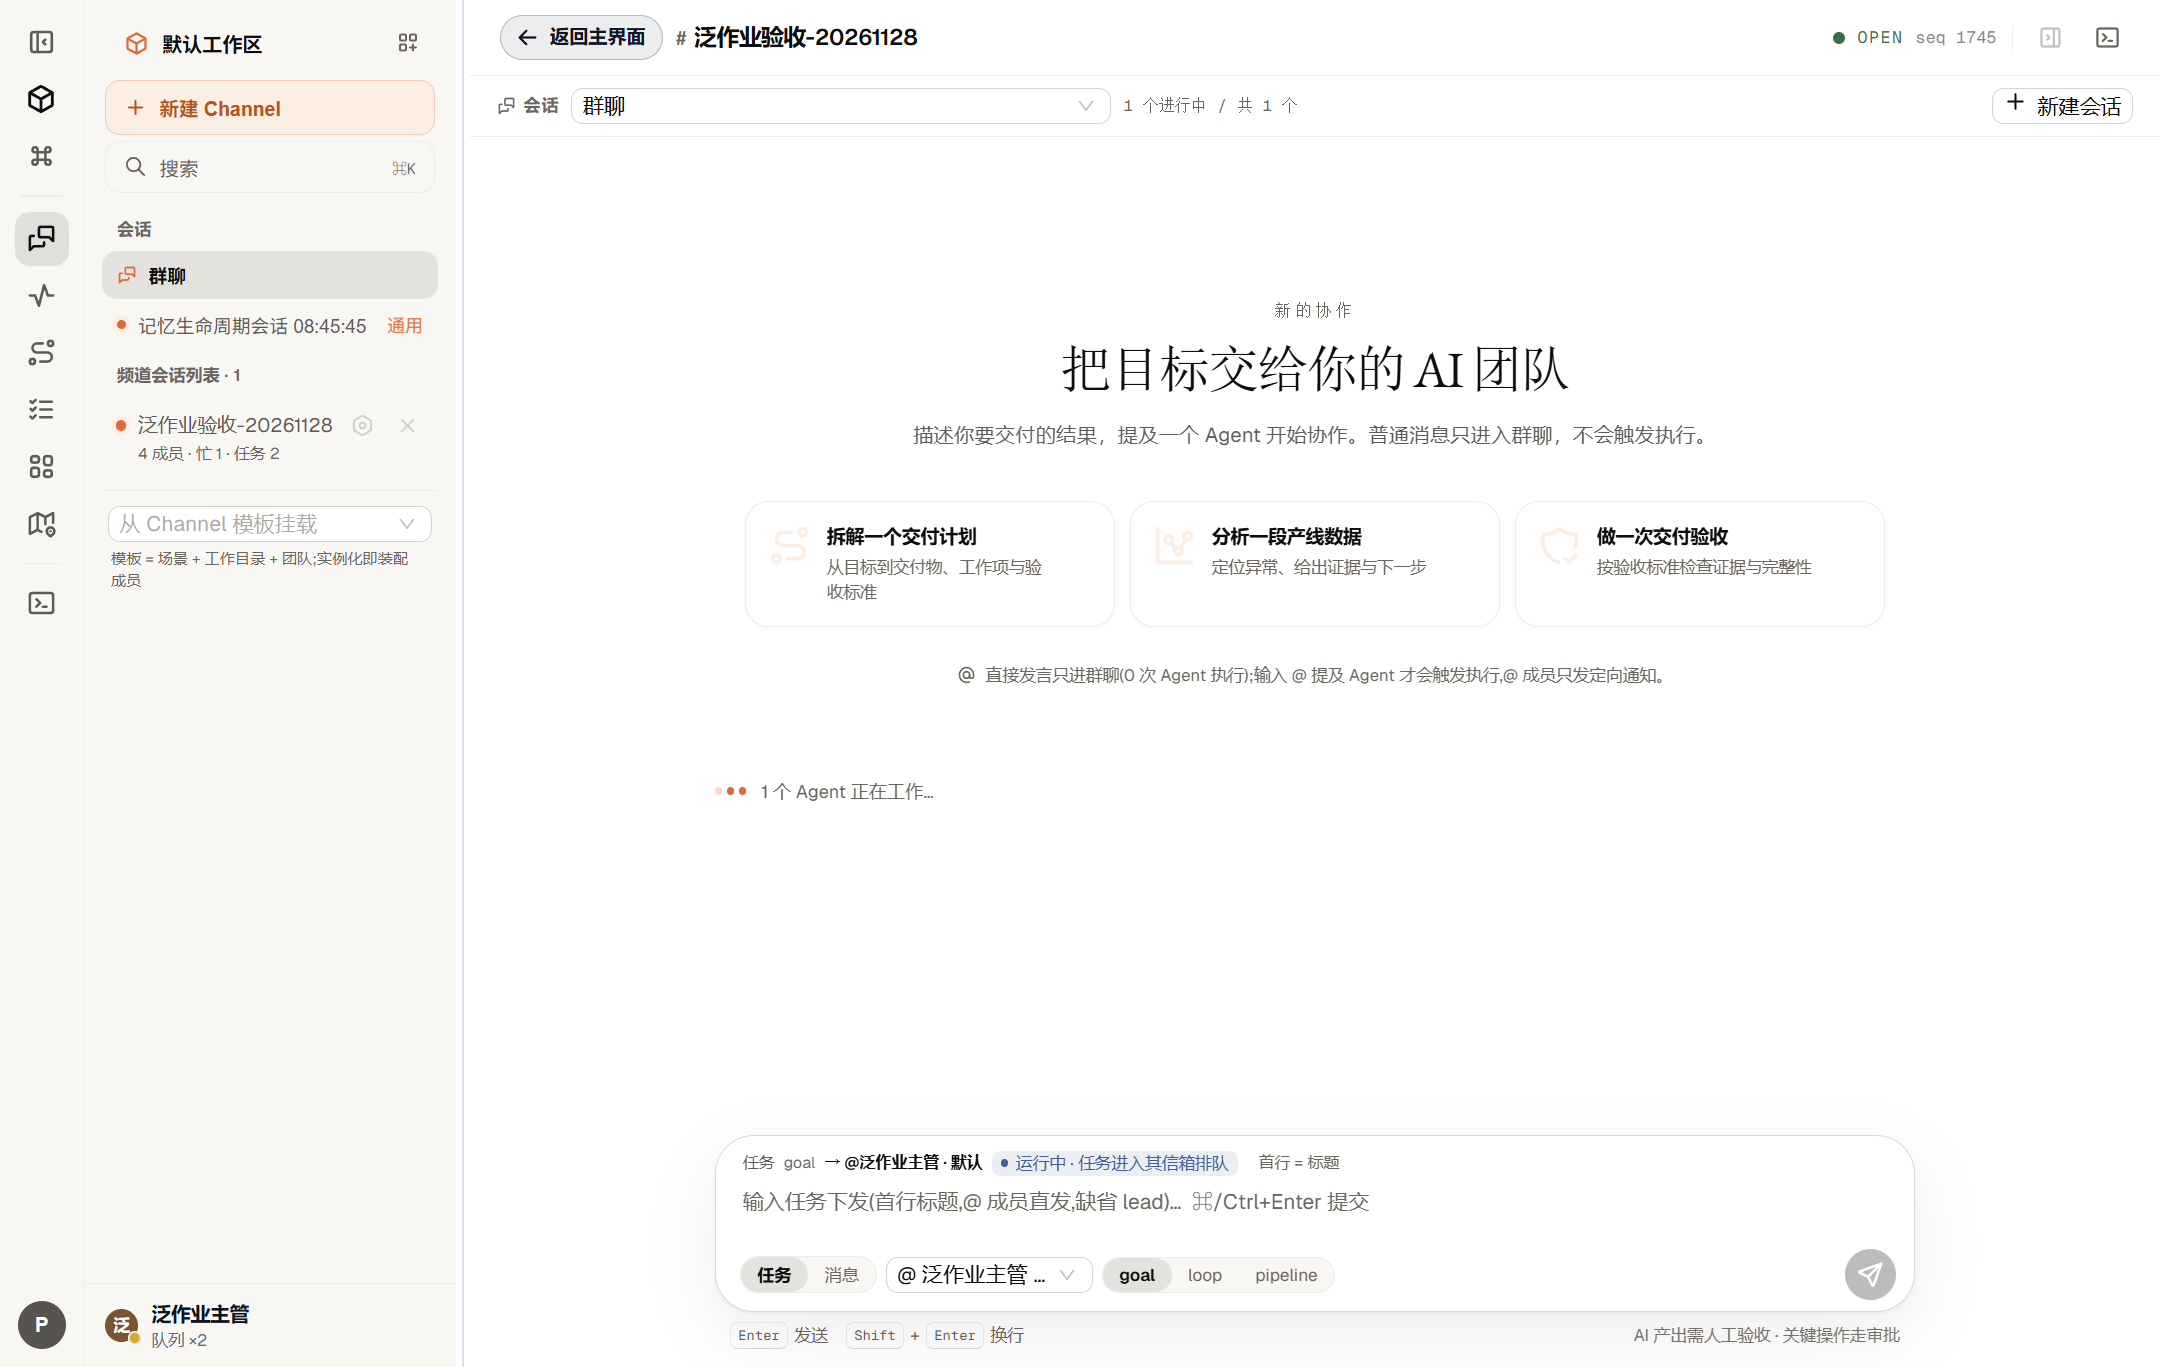 默认工作区
新建 Channel
搜索 ⌘K
会话
群聊
记忆生命周期会话 08:45:45 通用
频道会话列表 · 1
泛作业验收-20261128
4 成员 · 忙 1 · 任务 2
从 Channel 模板挂载
模板 = 场景 + 工作目录 + 团队;实例化即装配
成员
P
泛
泛作业主管
队列 ×2
返回主界面 # 泛作业验收-20261128
OPEN seq 1745
会话 群聊 1 个进行中 / 共 1 个
新建会话
新的协作
把目标交给你的 AI 团队
描述你要交付的结果，提及一个 Agent 开始协作。普通消息只进入群聊，不会触发执行。
拆解一个交付计划
从目标到交付物、工作项与验
收标准
分析一段产线数据
定位异常、给出证据与下一步
做一次交付验收
按验收标准检查证据与完整性
@ 直接发言只进群聊(0 次 Agent 执行);输入 @ 提及 Agent 才会触发执行,@ 成员只发定向通知。
1 个 Agent 正在工作...
任务 goal → @泛作业主管 · 默认 运行中 · 任务进入其信箱排队 首行 = 标题
输入任务下发(首行标题,@ 成员直发,缺省 lead)... ⌘/Ctrl+Enter 提交
任务 消息 @ 泛作业主管 ... goal loop pipeline
Enter 发送 Shift + Enter 换行
AI 产出需人工验收 · 关键操作走审批